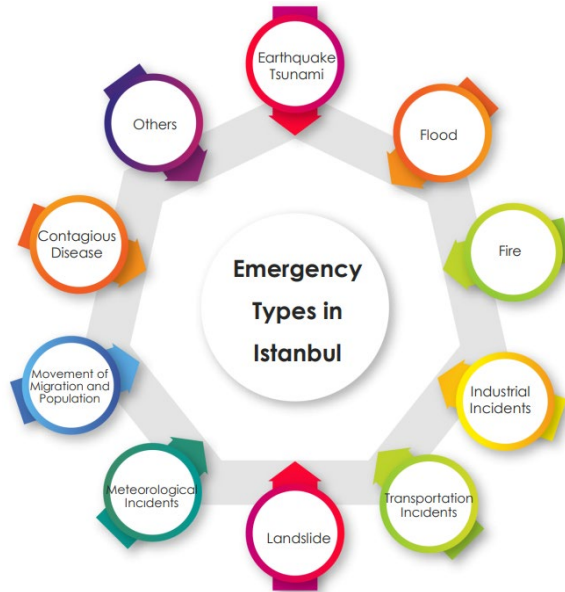 Earthquake
Tsunami
Flood
Fire
Industrial
Incidents
Transportation
Incidents
Landslide
Meteorological
Incidents
Movement of
Migration and
Population
Contagious
Disease
Others
Emergency
Types in
Istanbul